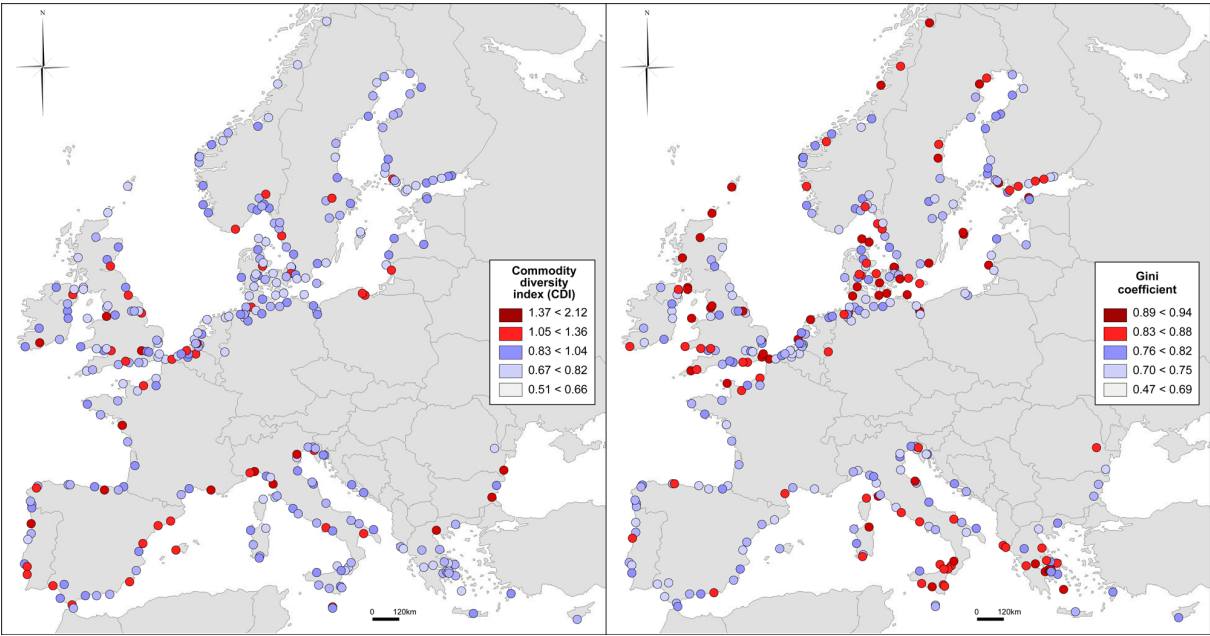 N
Commodity
diversity
index (CDI)
1.37 < 2.12
1.05 < 1.36
0.83 < 1.04
0.67 < 0.82
0.51 < 0.66
0 120km
N
Gini
coefficient
0.89 < 0.94
0.83 < 0.88
0.76 < 0.82
0.70 < 0.75
0.47 < 0.69
0 120km